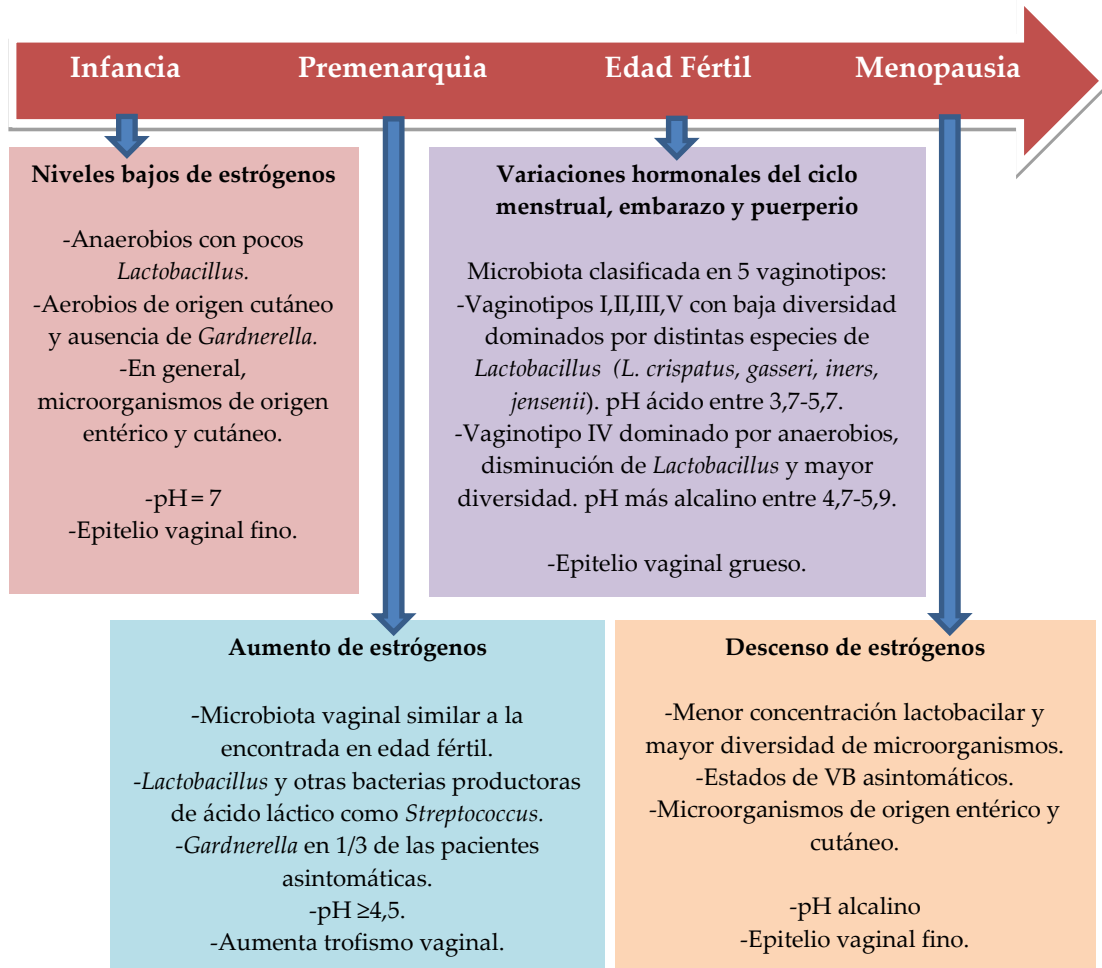 Infancia
Premenarquia
Edad Fértil
Menopausia
Niveles bajos de estrógenos
-Anaerobios con pocos
Lactobacillus.
-Aerobios de origen cutáneo
y ausencia de Gardnerella.
-En general,
microorganismos de origen
entérico y cutáneo.
-pH = 7
-Epitelio vaginal fino.
Variaciones hormonales del ciclo
menstrual, embarazo y puerperio
Microbiota clasificada en 5 vaginotipos:
-Vaginotipos I,II,III,V con baja diversidad
dominados por distintas especies de
Lactobacillus (L. crispatus, gasseri, iners,
jensenii). pH ácido entre 3,7-5,7.
-Vaginotipo IV dominado por anaerobios,
disminución de Lactobacillus y mayor
diversidad. pH más alcalino entre 4,7-5,9.
-Epitelio vaginal grueso.
Aumento de estrógenos
-Microbiota vaginal similar a la
encontrada en edad fértil.
-Lactobacillus y otras bacterias productoras
de ácido láctico como Streptococcus.
-Gardnerella en 1/3 de las pacientes
asintomáticas.
-pH ≥4,5.
-Aumenta trofismo vaginal.
Descenso de estrógenos
-Menor concentración lactobacilar y
mayor diversidad de microorganismos.
-Estados de VB asintomáticos.
-Microorganismos de origen entérico y
cutáneo.
-pH alcalino
-Epitelio vaginal fino.